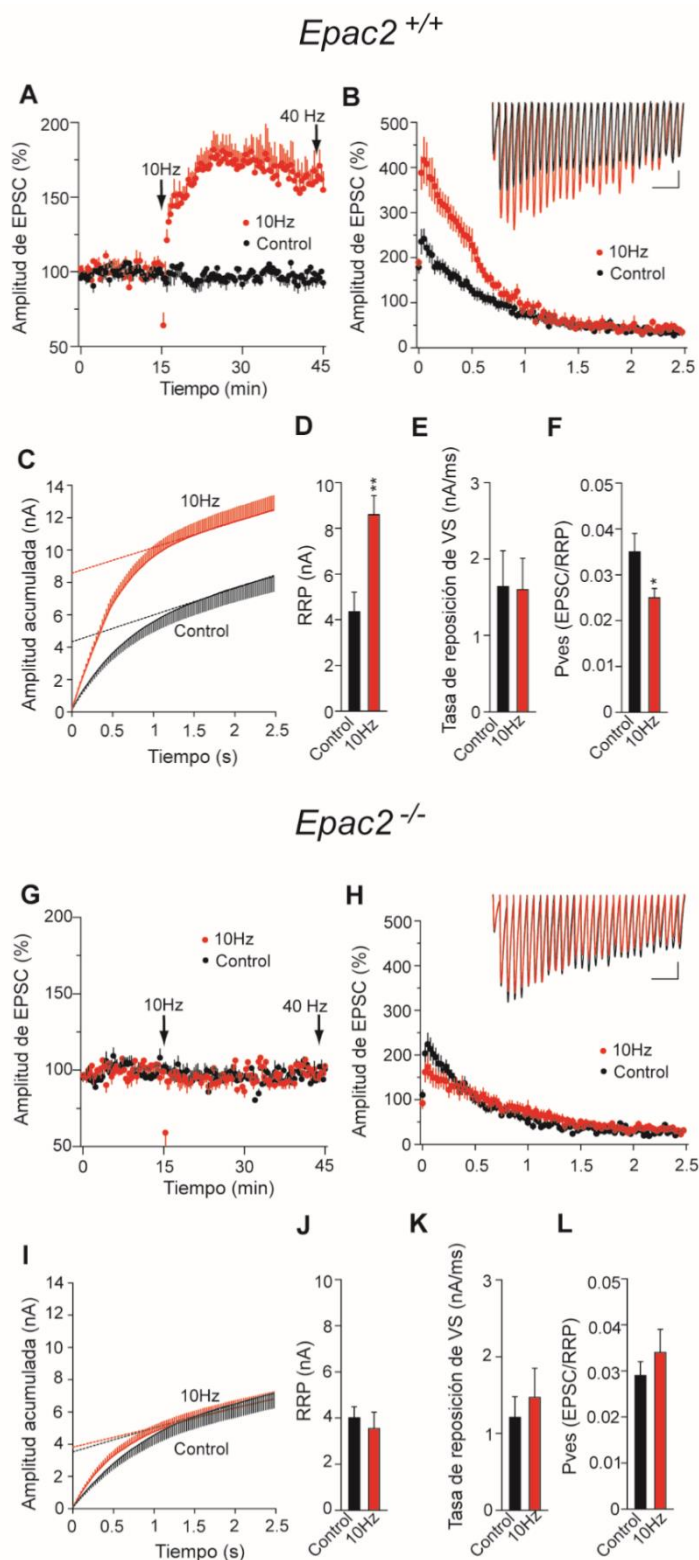 Epac2 +/+
A
Amplitud de EPSC (%)
200
175
100
50
10Hz
40 Hz
10Hz
Control
0
15
30
45
Tiempo (min)
B
Amplitud de EPSC (%)
500
400
300
200
100
0
10Hz
Control
0
0.5
1
1.5
2
2.5
C
Amplitud acumulada (nA)
14
12
10
8
6
4
2
0
10Hz
Control
0
0.5
1
1.5
2
2.5
Tiempo (s)
D
RRP (nA)
10
8
6
4
2
0
**
Control
10Hz
E
Tasa de reposición de VS (nA/ms)
3
2
1
0
Control
10Hz
F
Pves (EPSC/RRP)
0.05
0.04
0.03
0.02
0.01
0
*
Control
10Hz
Epac2 -/-
G
Amplitud de EPSC (%)
200
150
100
50
10Hz
Control
10Hz
40 Hz
0
15
30
45
Tiempo (min)
H
Amplitud de EPSC (%)
500
400
300
200
100
0
10Hz
Control
0
0.5
1
1.5
2
2.5
I
Amplitud acumulada (nA)
14
12
10
8
6
4
2
0
10Hz
Control
0
0.5
1
1.5
2
2.5
Tiempo (s)
J
RRP (nA)
10
8
6
4
2
0
Control
10Hz
K
Tasa de reposición de VS (nA/ms)
3
2
1
0
Control
10Hz
L
Pves (EPSC/RRP)
0.05
0.04
0.03
0.02
0.01
0
Control
10Hz